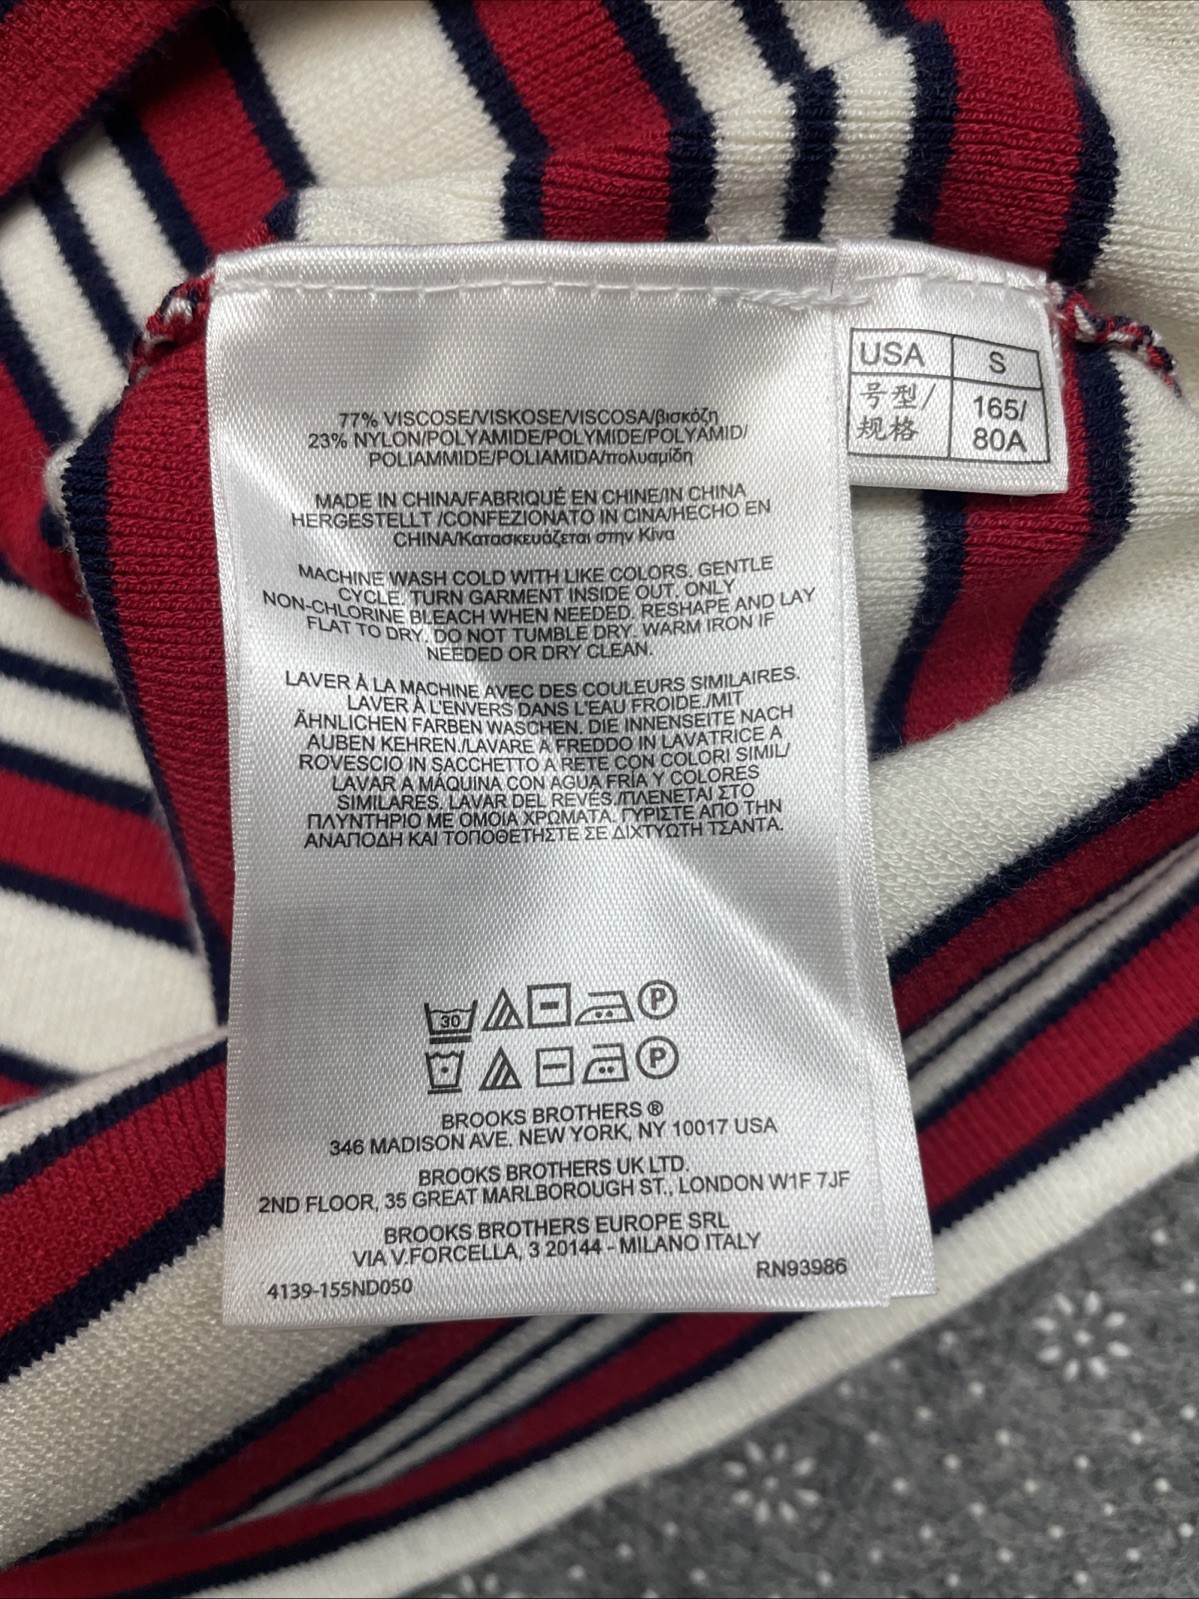 77% VISCOSE/VISKOSE/VISCOSA/βισκόζη
23% NYLON/POLYAMIDE/POLYMIDE/POLYAMID/
POLIAMMIDE/POLIAMIDA/πολυαμίδη
MADE IN CHINA/FABRIQUÉ EN CHINE/IN CHINA
HERGESTELLT /CONFEZIONATO IN CINA/HECHO EN
CHINA/Κατασκευάζεται στην Κίνα
MACHINE WASH COLD WITH LIKE COLORS. GENTLE
CYCLE. TURN GARMENT INSIDE OUT. ONLY
NON-CHLORINE BLEACH WHEN NEEDED. RESHAPE AND LAY
FLAT TO DRY. DO NOT TUMBLE DRY. WARM IRON IF
NEEDED OR DRY CLEAN.
LAVER À LA MACHINE AVEC DES COULEURS SIMILAIRES.
LAVER À L'ENVERS DANS L'EAU FROIDE./MIT
ÄHNLICHEN FARBEN WASCHEN. DIE INNENSEITE NACH
AUBEN KEHREN./LAVARE A FREDDO IN LAVATRICE A
ROVESCIO IN SACCHETTO A RETE CON COLORI SIMIL/
LAVAR A MÁQUINA CON AGUA FRÍA Y COLORES
SIMILARES. LAVAR DEL REVÉS./ΠΛΕΝΕΤΑΙ ΣΤΟ
ΠΛΥΝΤΗΡΙΟ ΜΕ ΟΜΟΙΑ ΧΡΩΜΑΤΑ. ΓΥΡΙΣΤΕ ΑΠΟ ΤΗΝ
ΑΝΑΠΟΔΗ ΚΑΙ ΤΟΠΟΘΕΤΗΣΤΕ ΣΕ ΔΙΧΤΥΩΤΗ ΤΣΑΝΤΑ.
30 P
P
BROOKS BROTHERS ®
346 MADISON AVE. NEW YORK, NY 10017 USA
BROOKS BROTHERS UK LTD.
2ND FLOOR, 35 GREAT MARLBOROUGH ST., LONDON W1F 7JF
BROOKS BROTHERS EUROPE SRL
VIA V.FORCELLA, 3 20144 - MILANO ITALY
4139-155ND050 RN93986
USA S
号型/ 165/
规格 80A